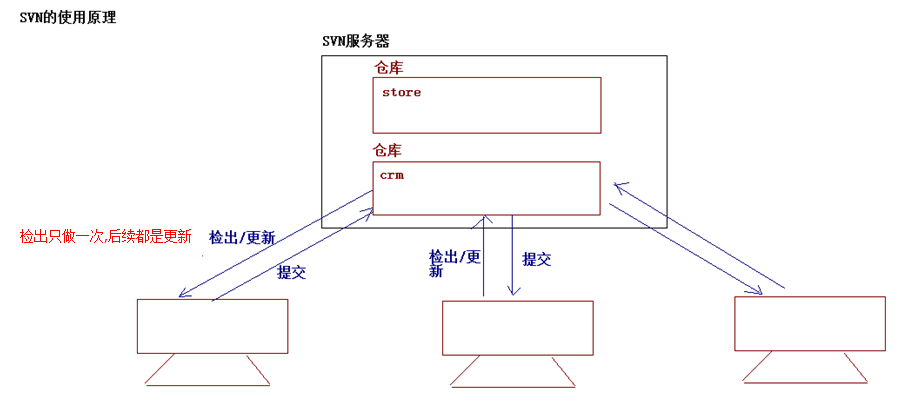 SVN的使用原理
SVN服务器
仓库
store
仓库
crm
检出只做一次,后续都是更新
检出/更新
提交
检出/更
新
提交